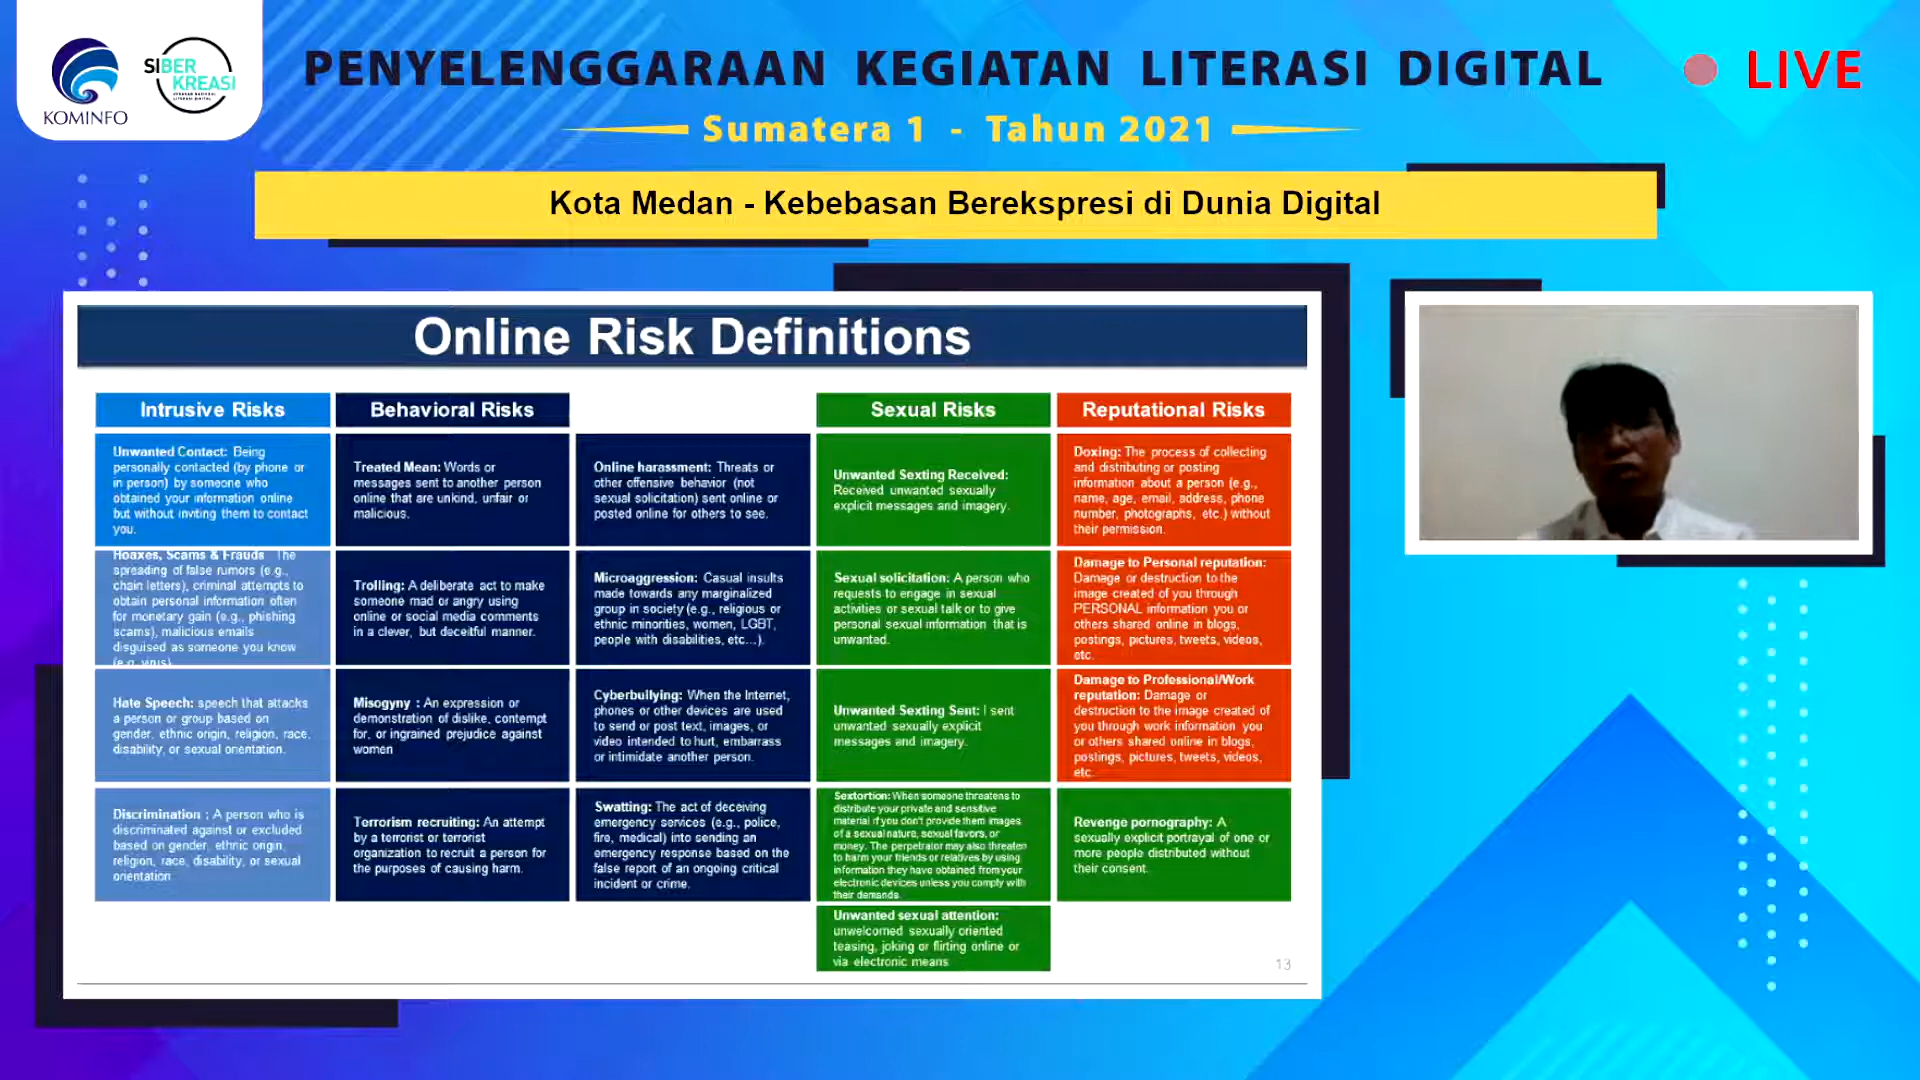 KOMINFO
SIBER
KREASI
PENYELENGGARAAN KEGIATAN LITERASI DIGITAL
LIVE
Sumatera 1 - Tahun 2021
Kota Medan - Kebebasan Berekspresi di Dunia Digital
Online Risk Definitions
Intrusive Risks
Unwanted Contact: Being
personally contacted (by phone or
in person) by someone who
obtained your information online
but without inviting them to contact
you.
Hoaxes, Scams & Frauds The
spreading of false rumors (e.g.,
chain letters), criminal attempts to
obtain personal information often
for monetary gain (e.g., phishing
scams), malicious emails
disguised as someone you know
(e.g. virus)
Hate Speech: speech that attacks
a person or group based on
gender, ethnic origin, religion, race,
disability, or sexual orientation.
Discrimination : A person who is
discriminated against or excluded
based on gender, ethnic origin,
religion, race, disability, or sexual
orientation
Behavioral Risks
Treated Mean: Words or
messages sent to another person
online that are unkind, unfair or
malicious.
Trolling: A deliberate act to make
someone mad or angry using
online or social media comments
in a clever, but deceitful manner.
Misogyny : An expression or
demonstration of dislike, contempt
for, or ingrained prejudice against
women
Terrorism recruiting: An attempt
by a terrorist or terrorist
organization to recruit a person for
the purposes of causing harm.
Online harassment: Threats or
other offensive behavior (not
sexual solicitation) sent online or
posted online for others to see.
Microaggression: Casual insults
made towards any marginalized
group in society (e.g., religious or
ethnic minorities, women, LGBT,
people with disabilities, etc...).
Cyberbullying: When the Internet,
phones or other devices are used
to send or post text, images, or
video intended to hurt, embarrass
or intimidate another person.
Swatting: The act of deceiving
emergency services (e.g., police,
fire, medical) into sending an
emergency response based on the
false report of an ongoing critical
incident or crime.
Sexual Risks
Unwanted Sexting Received:
Received unwanted sexually
explicit messages and imagery.
Sexual solicitation: A person who
requests to engage in sexual
activities or sexual talk or to give
personal sexual information that is
unwanted.
Unwanted Sexting Sent: I sent
unwanted sexually explicit
messages and imagery.
Sextortion: When someone threatens to
distribute your private and sensitive
material if you don't provide them images
of a sexual nature, sexual favors, or
money. The perpetrator may also threaten
to harm your friends or relatives by using
information they have obtained from your
electronic devices unless you comply with
their demands.
Unwanted sexual attention:
unwelcomed sexually oriented
teasing, joking or flirting online or
via electronic means
Reputational Risks
Doxing: The process of collecting
and distributing or posting
information about a person (e.g.,
name, age, email, address, phone
number, photographs, etc.) without
their permission.
Damage to Personal reputation:
Damage or destruction to the
image created of you through
PERSONAL information you or
others shared online in blogs,
postings, pictures, tweets, videos,
etc.
Damage to Professional/Work
reputation: Damage or
destruction to the image created of
you through work information you
or others shared online in blogs,
postings, pictures, tweets, videos,
etc.
Revenge pornography: A
sexually explicit portrayal of one or
more people distributed without
their consent.
13